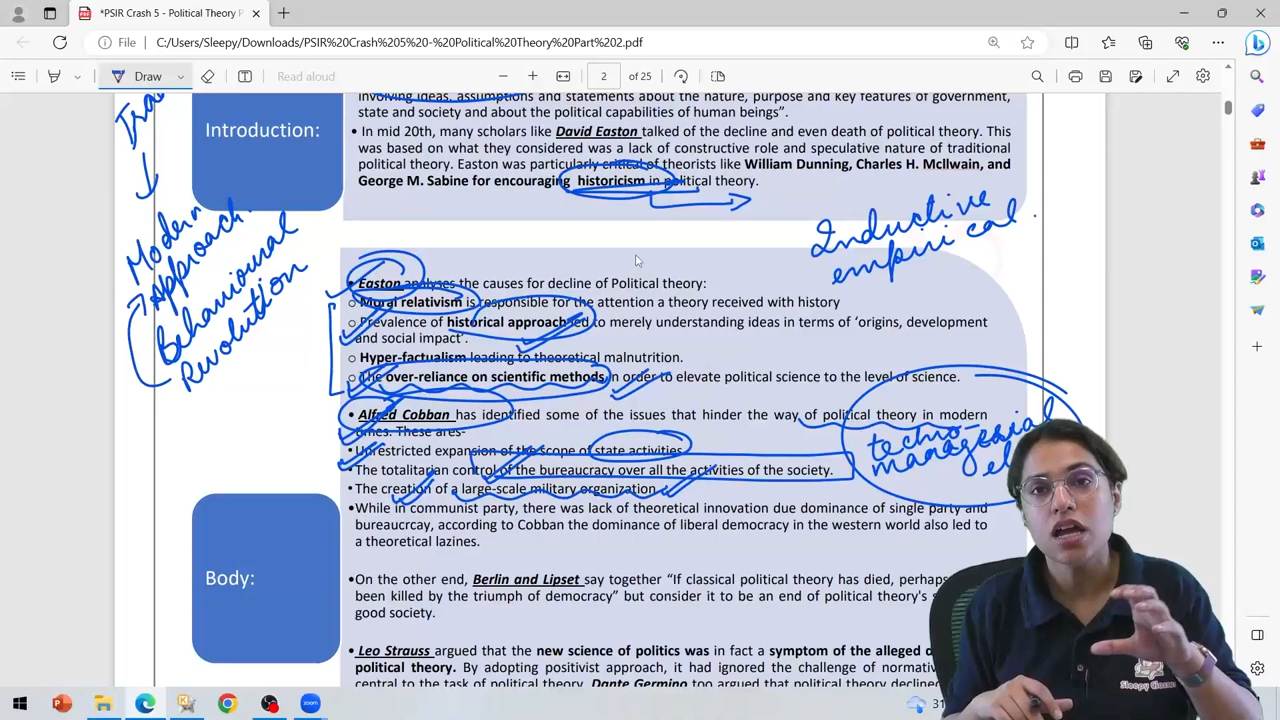 *PSIR Crash 5 - Political Theory P
File
C:/Users/Sleepy/Downloads/PSIR%20Crash%205%20-%20Political%20Theory%20Part%202.pdf
Draw
Read aloud
2
of 25
involving ideas, assumptions and statements about the nature, purpose and key features of government,
state and society and about the political capabilities of human beings”.
Introduction:
• In mid 20th, many scholars like David Easton talked of the decline and even death of political theory. This
was based on what they considered was a lack of constructive role and speculative nature of traditional
political theory. Easton was particularly critical of theorists like William Dunning, Charles H. McIlwain, and
George M. Sabine for encouraging historicism in political theory.
Modern
Approach
Behavioural
Revolution
Inductive
empirical
• Easton analyses the causes for decline of Political theory:
o Moral relativism is responsible for the attention a theory received with history
o Prevalence of historical approach led to merely understanding ideas in terms of ‘origins, development
and social impact’.
o Hyper-factualism leading to theoretical malnutrition.
o The over-reliance on scientific methods in order to elevate political science to the level of science.
• Alfred Cobban has identified some of the issues that hinder the way of political theory in modern
times. These are-
• Unrestricted expansion of the scope of state activities
• The totalitarian control of the bureaucracy over all the activities of the society.
• The creation of a large-scale military organization
techno-
managerial
•While in communist party, there was lack of theoretical innovation due dominance of single party and
bureaucrcay, according to Cobban the dominance of liberal democracy in the western world also led to
a theoretical lazines.
Body:
•On the other end, Berlin and Lipset say together “If classical political theory has died, perhaps
been killed by the triumph of democracy” but consider it to be an end of political theory's
good society.
• Leo Strauss argued that the new science of politics was in fact a symptom of the alleged
political theory. By adopting positivist approach, it had ignored the challenge of
central to the task of political theory. Dante Germino too argued that political theory
Sleepy Classes